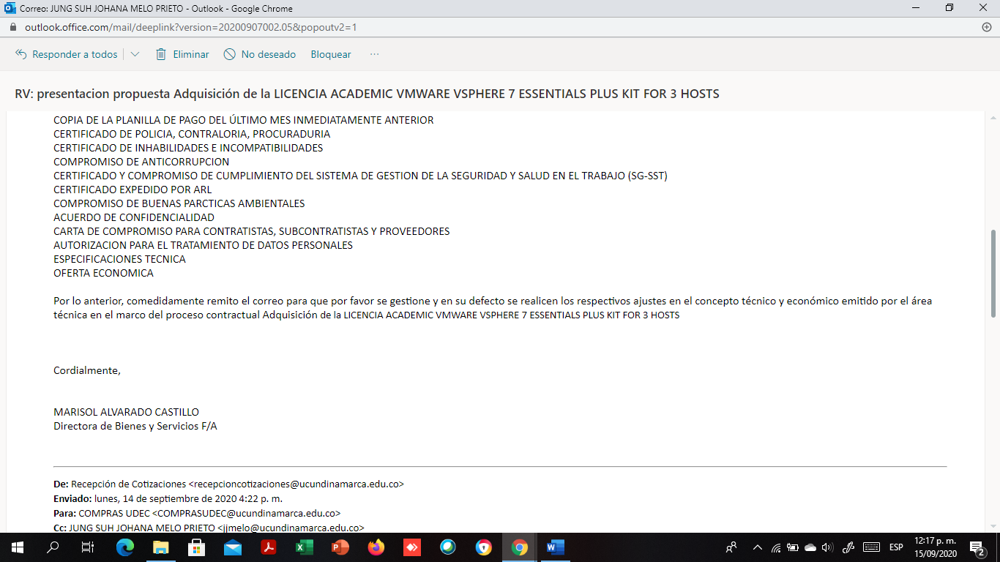 Correo: JUNG SUH JOHANA MELO PRIETO - Outlook - Google Chrome
outlook.office.com/mail/deeplink?version=20200907002.05&popoutv2=1
Responder a todos Eliminar No deseado Bloquear ...
RV: presentacion propuesta Adquisición de la LICENCIA ACADEMIC VMWARE VSPHERE 7 ESSENTIALS PLUS KIT FOR 3 HOSTS
COPIA DE LA PLANILLA DE PAGO DEL ÚLTIMO MES INMEDIATAMENTE ANTERIOR
CERTIFICADO DE POLICIA, CONTRALORIA, PROCURADURIA
CERTIFICADO DE INHABILIDADES E INCOMPATIBILIDADES
COMPROMISO DE ANTICORRUPCION
CERTIFICADO Y COMPROMISO DE CUMPLIMIENTO DEL SISTEMA DE GESTION DE LA SEGURIDAD Y SALUD EN EL TRABAJO (SG-SST)
CERTIFICADO EXPEDIDO POR ARL
COMPROMISO DE BUENAS PARCTICAS AMBIENTALES
ACUERDO DE CONFIDENCIALIDAD
CARTA DE COMPROMISO PARA CONTRATISTAS, SUBCONTRATISTAS Y PROVEEDORES
AUTORIZACION PARA EL TRATAMIENTO DE DATOS PERSONALES
ESPECIFICACIONES TECNICA
OFERTA ECONOMICA
Por lo anterior, comedidamente remito el correo para que por favor se gestione y en su defecto se realicen los respectivos ajustes en el concepto técnico y económico emitido por el área
técnica en el marco del proceso contractual Adquisición de la LICENCIA ACADEMIC VMWARE VSPHERE 7 ESSENTIALS PLUS KIT FOR 3 HOSTS
Cordialmente,
MARISOL ALVARADO CASTILLO
Directora de Bienes y Servicios F/A
De: Recepción de Cotizaciones <recepcioncotizaciones@ucundinamarca.edu.co>
Enviado: lunes, 14 de septiembre de 2020 4:22 p. m.
Para: COMPRAS UDEC <COMPRASUDEC@ucundinamarca.edu.co>
Cc: JUNG SUH JOHANA MELO PRIETO <jjmelo@ucundinamarca.edu.co>
ESP
12:17 p. m.
15/09/2020
2